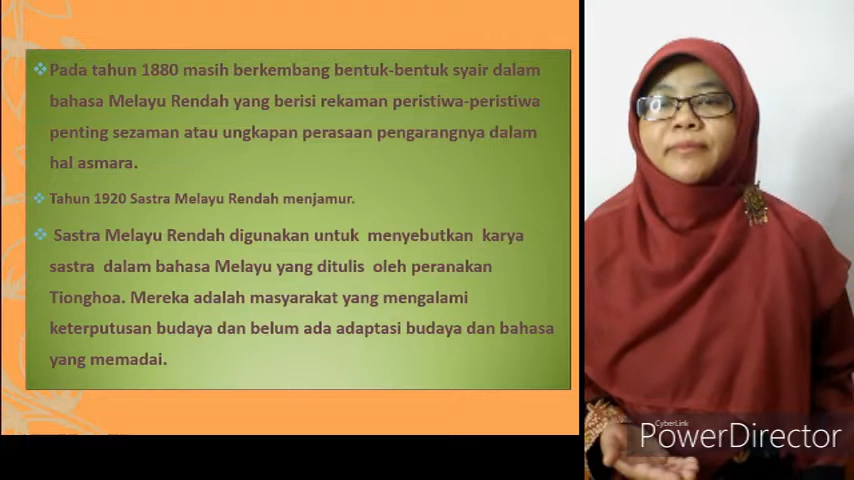 Pada tahun 1880 masih berkembang bentuk-bentuk syair dalam
bahasa Melayu Rendah yang berisi rekaman peristiwa-peristiwa
penting sezaman atau ungkapan perasaan pengarangnya dalam
hal asmara.
Tahun 1920 Sastra Melayu Rendah menjamur.
Sastra Melayu Rendah digunakan untuk menyebutkan karya
sastra dalam bahasa Melayu yang ditulis oleh peranakan
Tionghoa. Mereka adalah masyarakat yang mengalami
keterputusan budaya dan belum ada adaptasi budaya dan bahasa
yang memadai.
CyberLink
PowerDirector